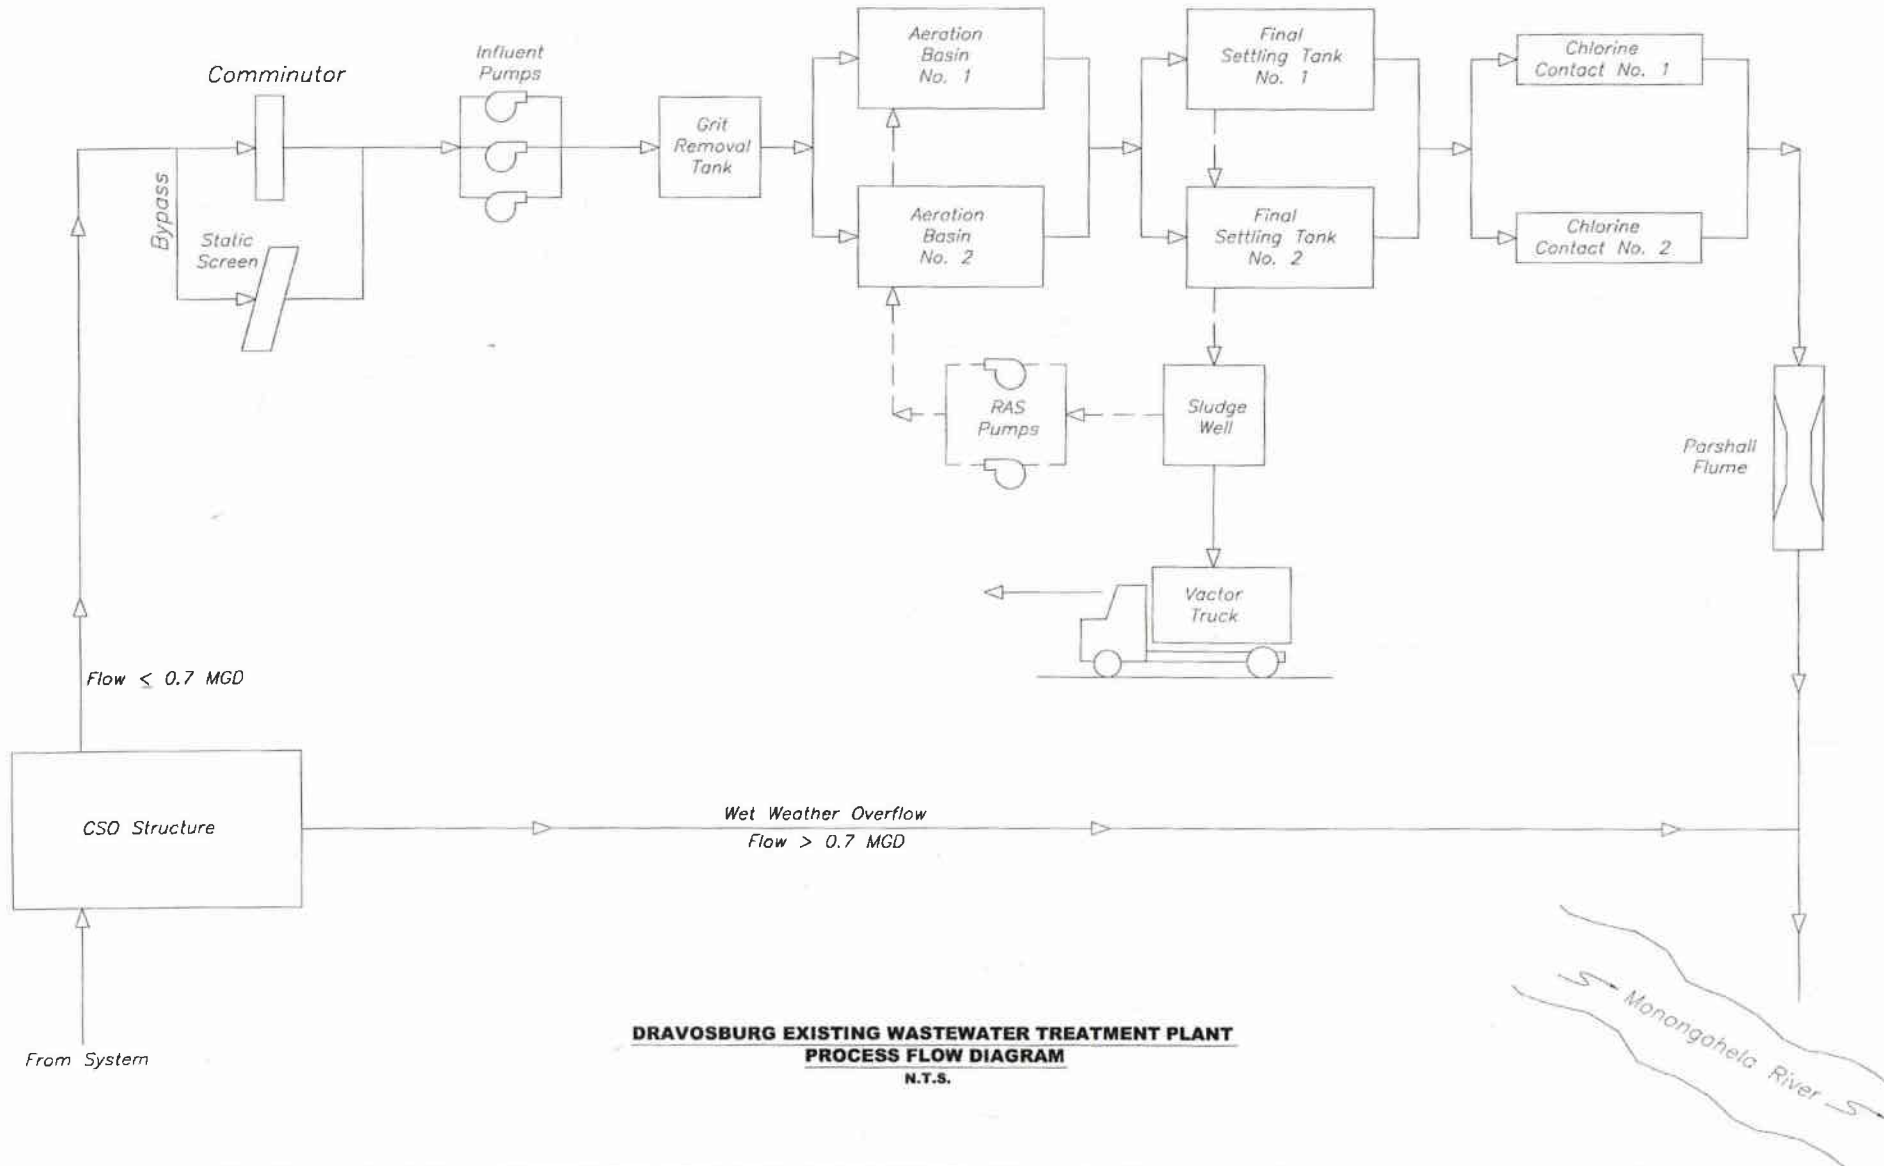 Influent
Pumps
Comminutor
Bypass
Static
Screen
Grit
Removal
Tank
Aeration
Basin
No. 1
Aeration
Basin
No. 2
Final
Settling Tank
No. 1
Final
Settling Tank
No. 2
Chlorine
Contact No. 1
Chlorine
Contact No. 2
RAS
Pumps
Sludge
Well
Parshall
Flume
Vactor
Truck
Flow ≤ 0.7 MGD
CSO Structure
Wet Weather Overflow
Flow > 0.7 MGD
From System
Monongahela River
DRAVOSBURG EXISTING WASTEWATER TREATMENT PLANT
PROCESS FLOW DIAGRAM
N.T.S.